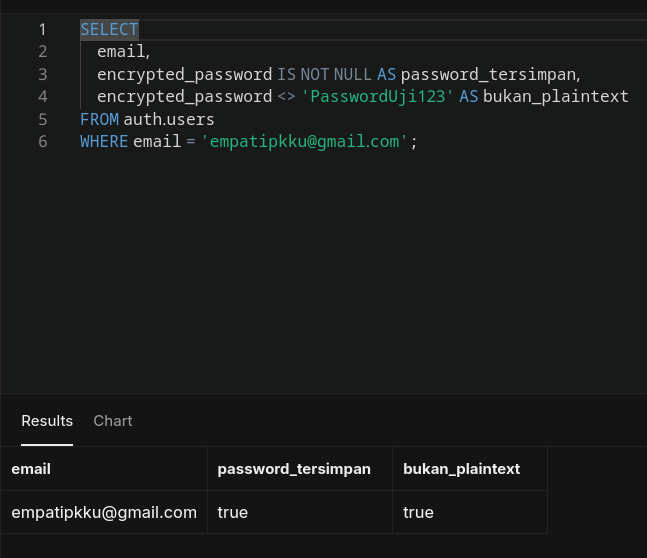 1 SELECT
2 email,
3 encrypted_password IS NOT NULL AS password_tersimpan,
4 encrypted_password <> 'PasswordUji123' AS bukan_plaintext
5 FROM auth.users
6 WHERE email = 'empatipkku@gmail.com';
Results Chart
email password_tersimpan bukan_plaintext
empatipkku@gmail.com true true